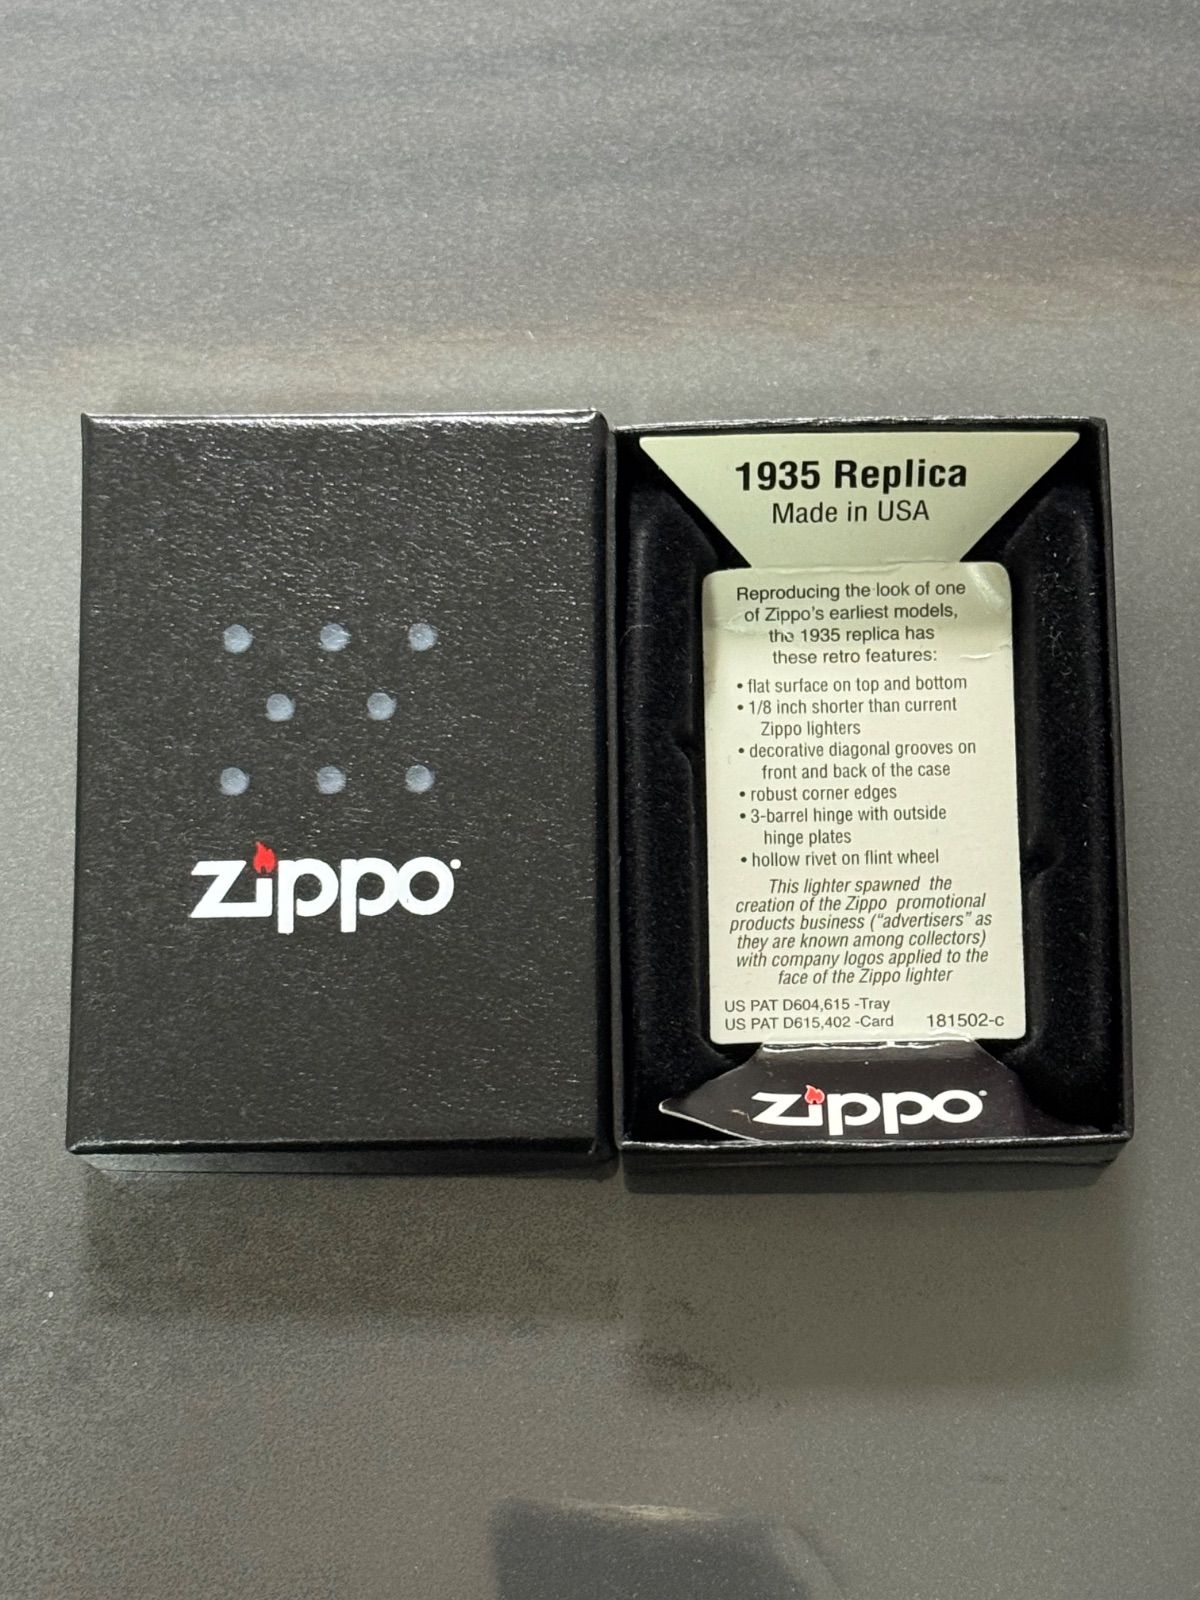 zippo
1935 Replica
Made in USA
Reproducing the look of one
of Zippo's earliest models,
the 1935 replica has
these retro features:
• flat surface on top and bottom
• 1/8 inch shorter than current
Zippo lighters
• decorative diagonal grooves on
front and back of the case
• robust corner edges
• 3-barrel hinge with outside
hinge plates
• hollow rivet on flint wheel
This lighter spawned the
creation of the Zippo promotional
products business ("advertisers" as
they are known among collectors)
with company logos applied to the
face of the Zippo lighter
US PAT D604,615 -Tray
US PAT D615,402 -Card 181502-c
zippo